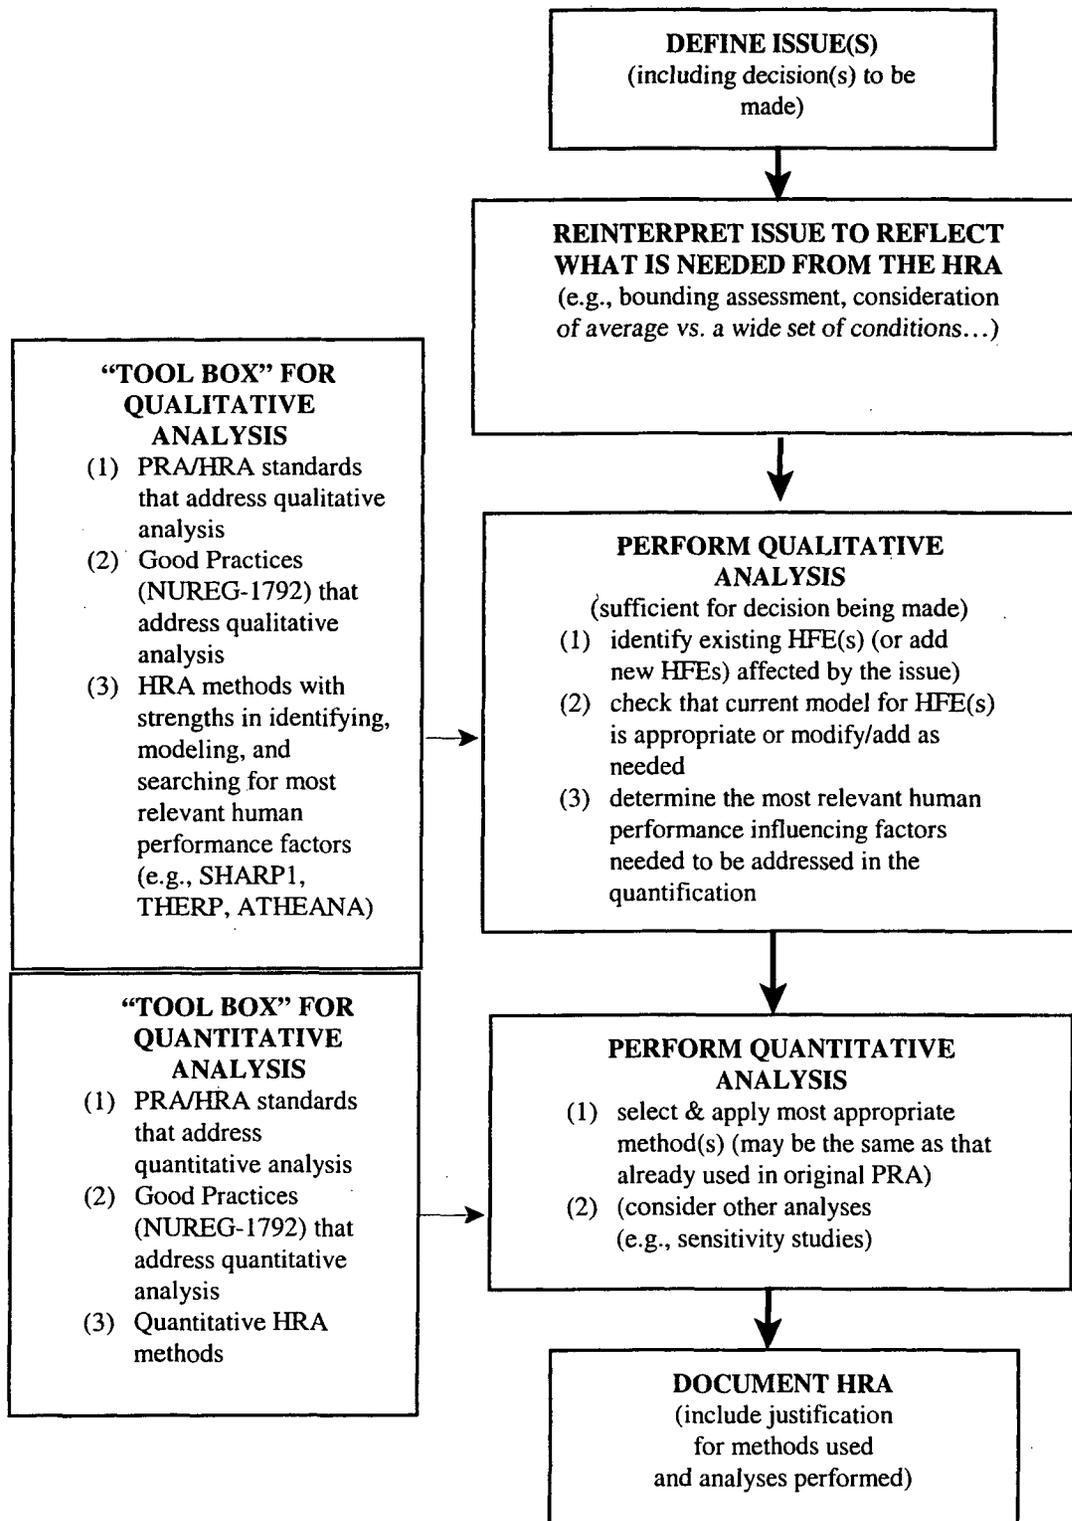 DEFINE ISSUE(S)
(including decision(s) to be
made)
REINTERPRET ISSUE TO REFLECT
WHAT IS NEEDED FROM THE HRA
(e.g., bounding assessment, consideration
of average vs. a wide set of conditions…)
“TOOL BOX” FOR
QUALITATIVE
ANALYSIS
(1) PRA/HRA standards
that address qualitative
analysis
(2) Good Practices
(NUREG-1792) that
address qualitative
analysis
(3) HRA methods with
strengths in identifying,
modeling, and
searching for most
relevant human
performance factors
(e.g., SHARP1,
THERP, ATHEANA)
PERFORM QUALITATIVE
ANALYSIS
(sufficient for decision being made)
(1) identify existing HFE(s) (or add
new HFEs) affected by the issue)
(2) check that current model for HFE(s)
is appropriate or modify/add as
needed
(3) determine the most relevant human
performance influencing factors
needed to be addressed in the
quantification
“TOOL BOX” FOR
QUANTITATIVE
ANALYSIS
(1) PRA/HRA standards
that address
quantitative analysis
(2) Good Practices
(NUREG-1792) that
address quantitative
analysis
(3) Quantitative HRA
methods
PERFORM QUANTITATIVE
ANALYSIS
(1) select & apply most appropriate
method(s) (may be the same as that
already used in original PRA)
(2) (consider other analyses
(e.g., sensitivity studies)
DOCUMENT HRA
(include justification
for methods used
and analyses performed)